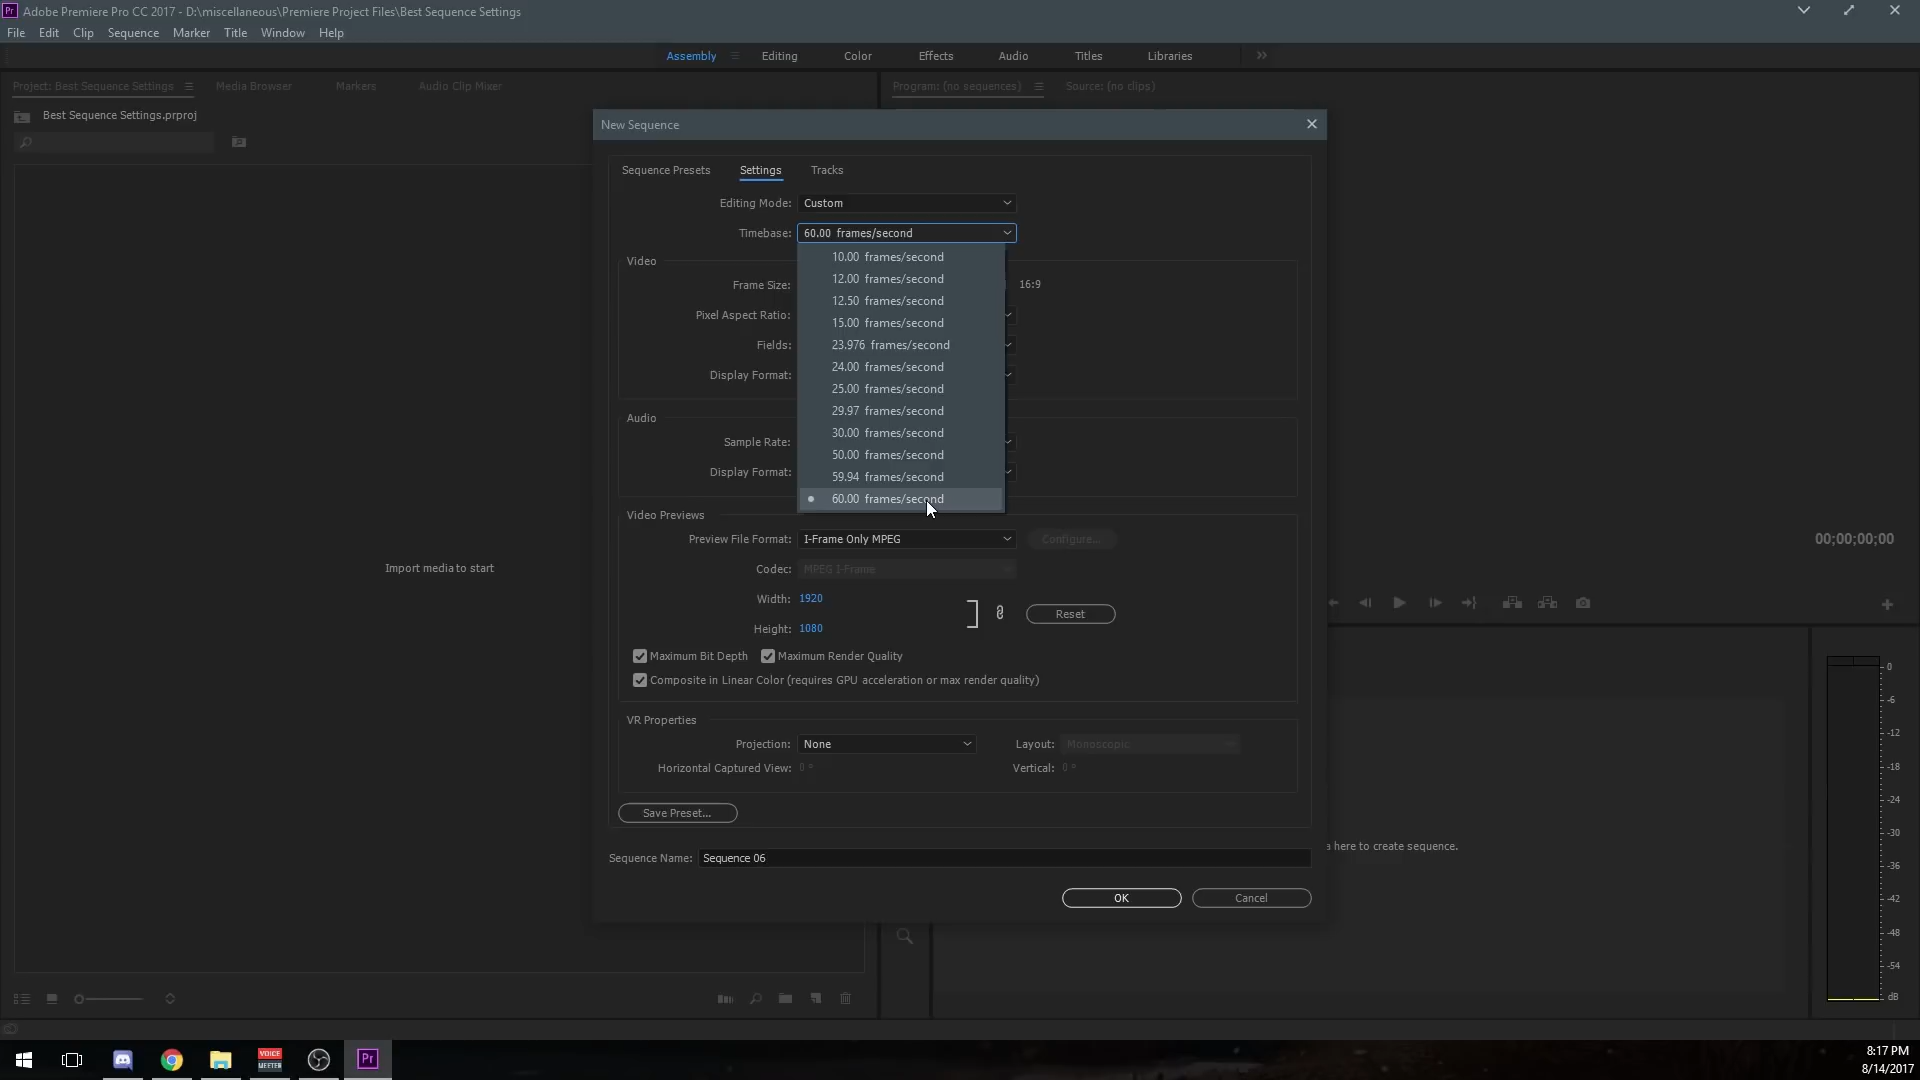 Pr Adobe Premiere Pro CC 2017 - D:\miscellaneous\Premiere Project Files\Best Sequence Settings
File Edit Clip Sequence Marker Title Window Help
Assembly Editing Color Effects Audio Titles Libraries
Project: Best Sequence Settings Media Browser Markers Audio Clip Mixer
Program: (no sequences) Source: (no clips)
Best Sequence Settings.prproj
Import media to start
New Sequence
Sequence Presets Settings Tracks
Editing Mode: Custom
Timebase: 60.00 frames/second
10.00 frames/second
12.00 frames/second
12.50 frames/second
15.00 frames/second
23.976 frames/second
24.00 frames/second
25.00 frames/second
29.97 frames/second
30.00 frames/second
50.00 frames/second
59.94 frames/second
60.00 frames/second
Video
Frame Size: 16:9
Pixel Aspect Ratio:
Fields:
Display Format:
Audio
Sample Rate:
Display Format:
Video Previews
Preview File Format: I-Frame Only MPEG Configure...
Codec: MPEG I-Frame
Width: 1920
Height: 1080
Reset
Maximum Bit Depth Maximum Render Quality
Composite in Linear Color (requires GPU acceleration or max render quality)
VR Properties
Projection: None Layout: Monoscopic
Horizontal Captured View: 0 ° Vertical: 0 °
Save Preset...
Sequence Name: Sequence 06
OK Cancel
00;00;00;00
a here to create sequence.
0
-6
-12
-18
-24
-30
-36
-42
-48
-54
dB
VOICE
MEETER
Pr
8:17 PM
8/14/2017